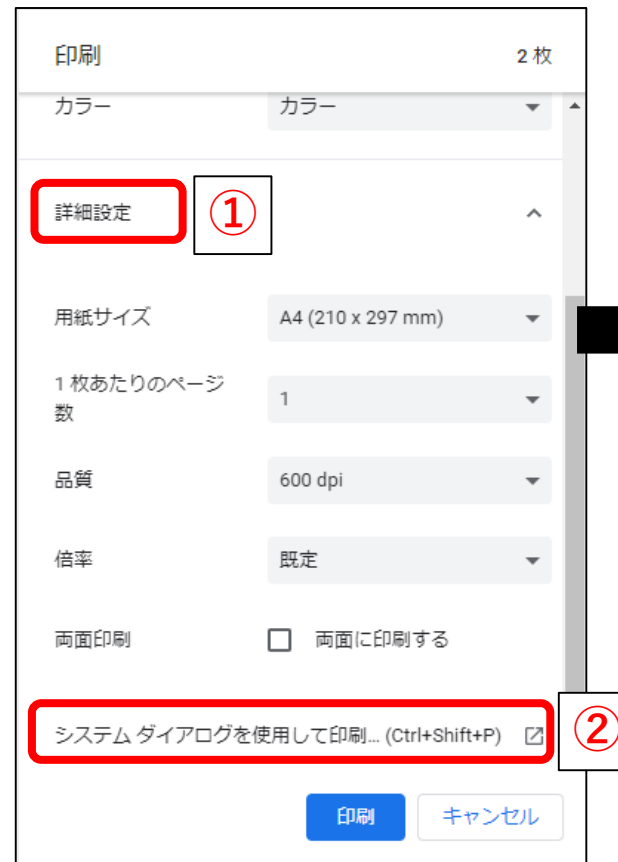 印刷 2 枚
カラー カラー
詳細設定 ①
用紙サイズ A4 (210 x 297 mm)
1 枚あたりのページ
数 1
品質 600 dpi
倍率 既定
両面印刷 両面に印刷する
システム ダイアログを使用して印刷... (Ctrl+Shift+P) ②
印刷 キャンセル